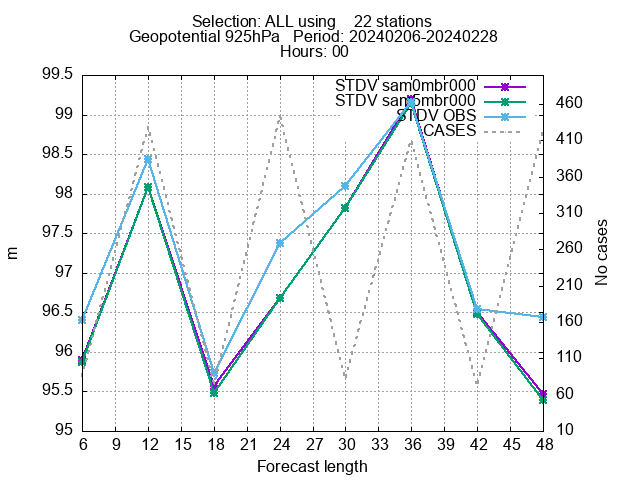 Selection: ALL using 22 stations
Geopotential 925hPa Period: 20240206-20240228
Hours: 00
STDV sam0mbr000
STDV OBS
CASES
99.5
99
98.5
98
97.5
97
96.5
96
95.5
95
460
410
360
310
260
210
160
110
60
10
m
No cases
6 9 12 15 18 21 24 27 30 33 36 39 42 45 48
Forecast length